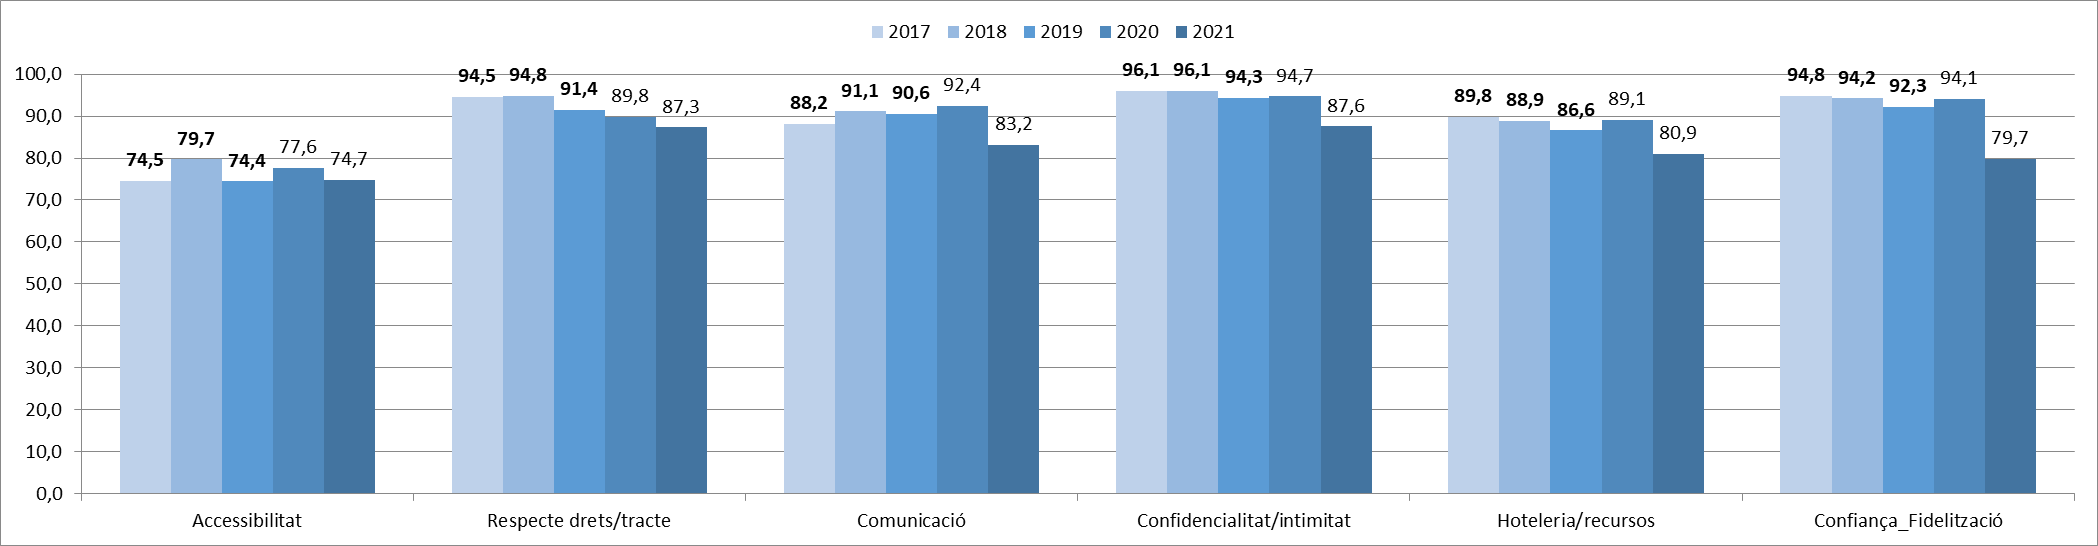 2017 2018 2019 2020 2021
100,0
90,0
80,0
70,0
60,0
50,0
40,0
30,0
20,0
10,0
0,0
74,5 79,7 74,4 77,6 74,7
94,5 94,8 91,4 89,8 87,3
88,2 91,1 90,6 92,4 83,2
96,1 96,1 94,3 94,7 87,6
89,8 88,9 86,6 89,1 80,9
94,8 94,2 92,3 94,1 79,7
Accessibilitat Respecte drets/tracte Comunicació Confidencialitat/intimitat Hoteleria/recursos Confiança_Fidelització